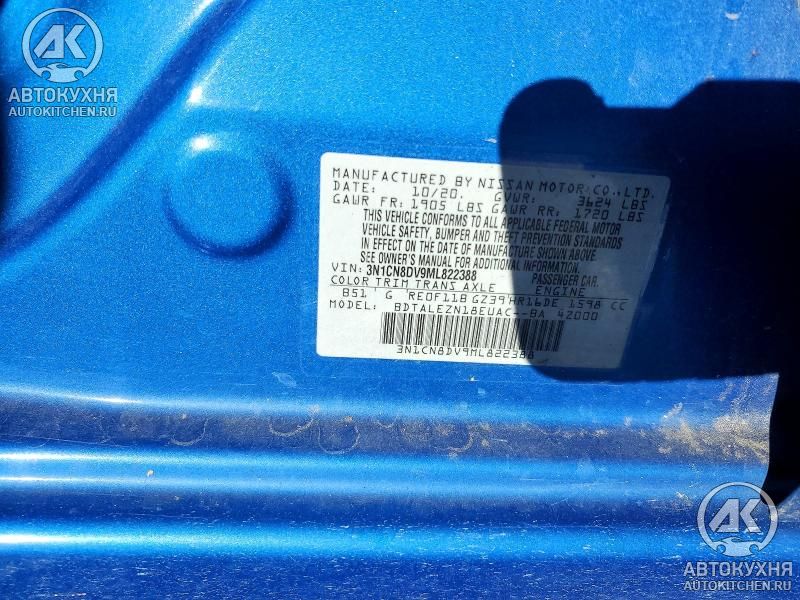 AK
АВТОКУХНЯ
AUTOKITCHEN.RU
MANUFACTURED BY NISSAN MOTOR CO.,LTD.
DATE: 10/20. GVWR: 3624 LBS
GAWR FR: 1905 LBS GAWR RR: 1720 LBS
THIS VEHICLE CONFORMS TO ALL APPLICABLE FEDERAL MOTOR
VEHICLE SAFETY, BUMPER AND THEFT PREVENTION STANDARDS
IN EFFECT ON THE DATE OF MANUFACTURE SHOWN ABOVE.
SEE OWNER'S MANUAL FOR ADDITIONAL INFORMATION
VIN: 3N1CN8DV9ML822388 PASSENGER CAR.
COLOR TRIM TRANS AXLE ENGINE
B51 G RE0F11B GZ39 HR16DE 1598 CC
MODEL: BDTALEZN18EUAC--BA 42000
3N1CN8DV9ML822388
AK
АВТОКУХНЯ
AUTOKITCHEN.RU